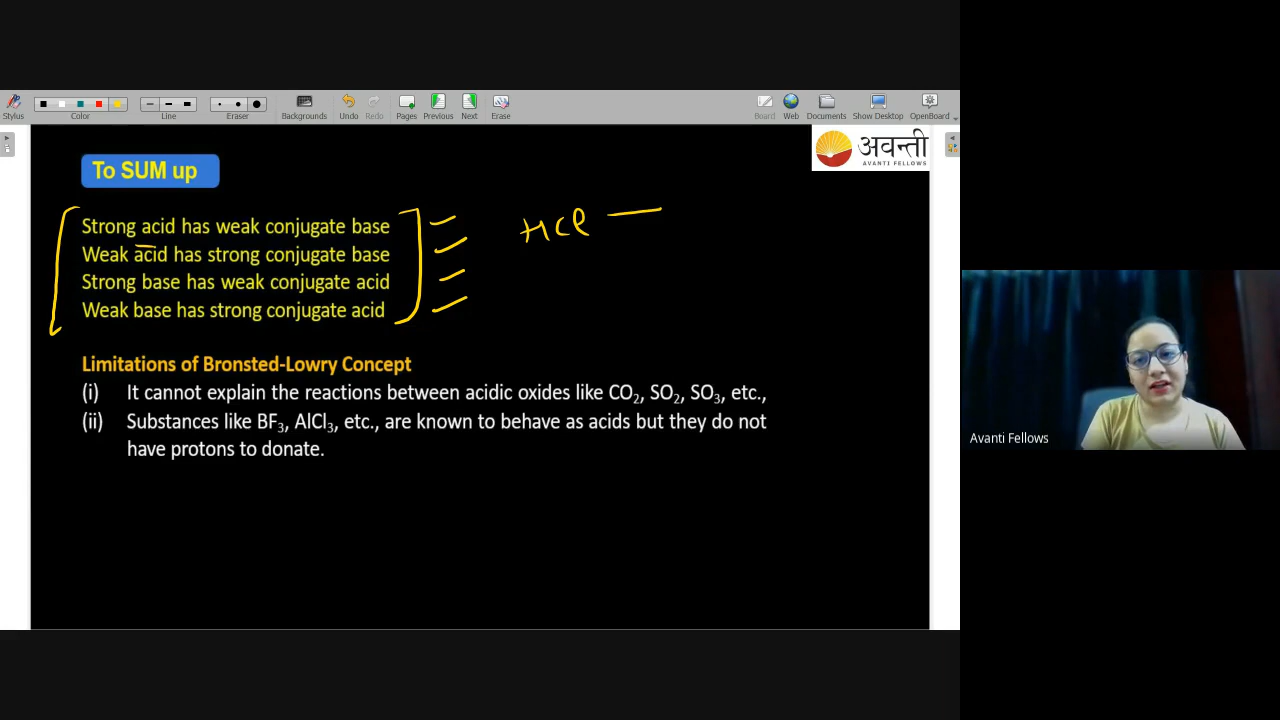 Stylus
Color
Line
Eraser
Backgrounds
Undo
Redo
Pages
Previous
Next
Erase
Board
Web
Documents
Show Desktop
OpenBoard
अवन्ती
AVANTI FELLOWS
To SUM up
Strong acid has weak conjugate base
Weak acid has strong conjugate base
Strong base has weak conjugate acid
Weak base has strong conjugate acid
HCl
Limitations of Bronsted-Lowry Concept
(i) It cannot explain the reactions between acidic oxides like CO₂, SO₂, SO₃, etc.,
(ii) Substances like BF₃, AlCl₃, etc., are known to behave as acids but they do not
have protons to donate.
Avanti Fellows